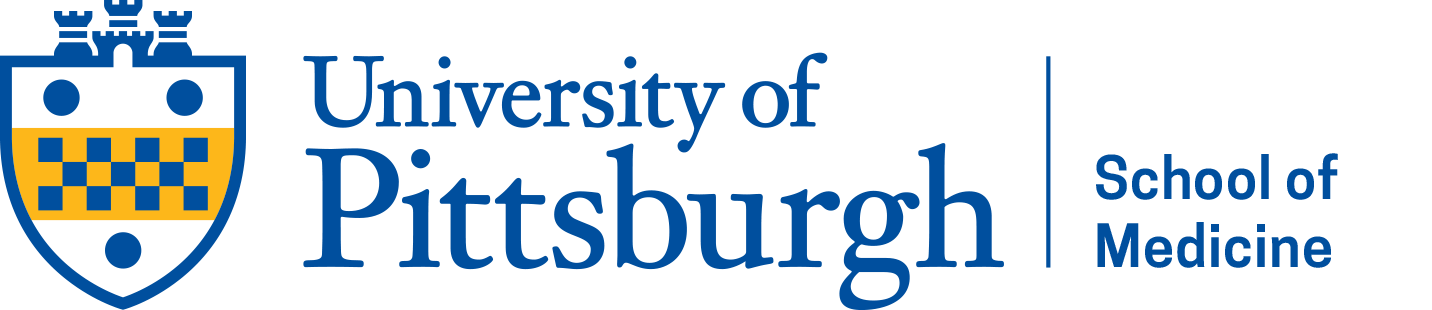 University of
Pittsburgh
School of
Medicine